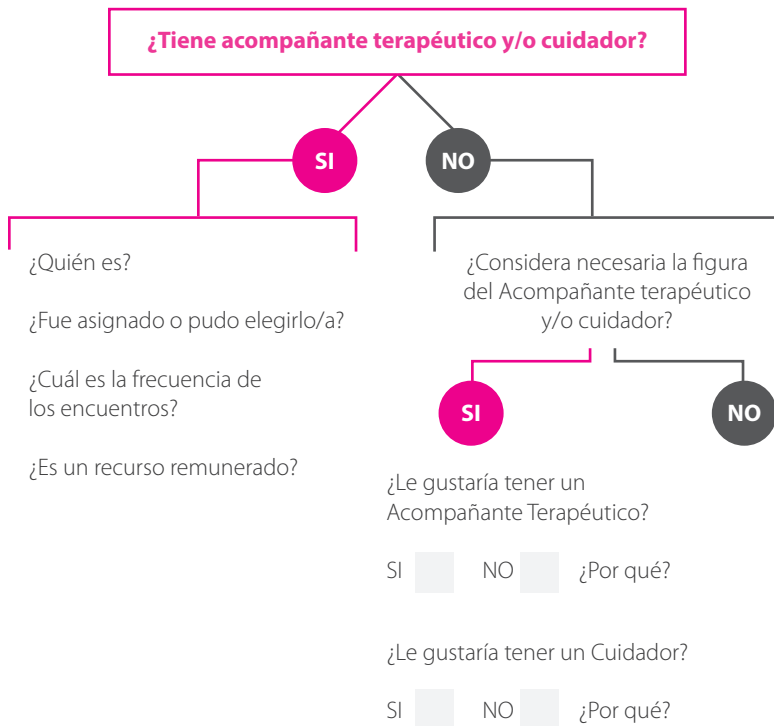 ¿Tiene acompañante terapéutico y/o cuidador?
SI
NO
¿Quién es?
¿Fue asignado o pudo elegirlo/a?
¿Cuál es la frecuencia de
los encuentros?
¿Es un recurso remunerado?
¿Considera necesaria la figura
del Acompañante terapéutico
y/o cuidador?
SI
NO
¿Le gustaría tener un
Acompañante Terapéutico?
SI NO ¿Por qué?
¿Le gustaría tener un Cuidador?
SI NO ¿Por qué?